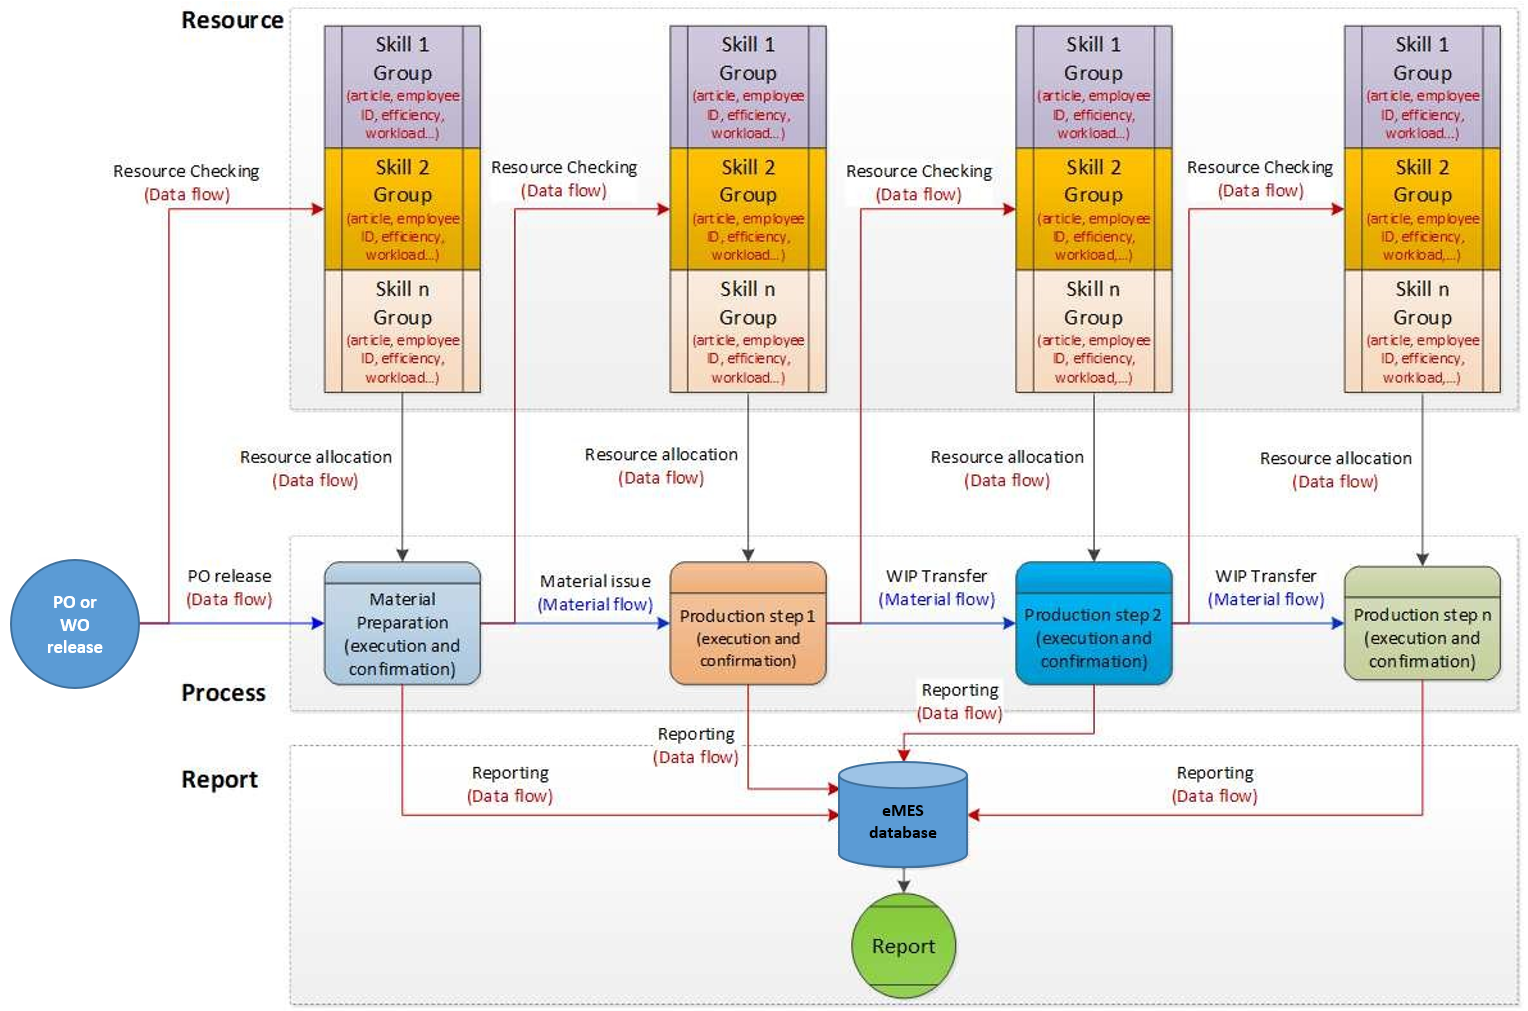 Resource
Skill 1
Group
(article, employee
ID, efficiency,
workload...)
Skill 2
Group
(article, employee
ID, efficiency,
workload...)
Skill n
Group
(article, employee
ID, efficiency,
workload...)
Skill 1
Group
(article, employee
ID, efficiency,
workload...)
Skill 2
Group
(article, employee
ID, efficiency,
workload...)
Skill n
Group
(article, employee
ID, efficiency,
workload...)
Skill 1
Group
(article, employee
ID, efficiency,
workload...)
Skill 2
Group
(article, employee
ID, efficiency,
workload,...)
Skill n
Group
(article, employee
ID, efficiency,
workload,...)
Skill 1
Group
(article, employee
ID, efficiency,
workload...)
Skill 2
Group
(article, employee
ID, efficiency,
workload,...)
Skill n
Group
(article, employee
ID, efficiency,
workload,...)
Resource Checking
(Data flow)
Resource Checking
(Data flow)
Resource Checking
(Data flow)
Resource Checking
(Data flow)
Resource allocation
(Data flow)
Resource allocation
(Data flow)
Resource allocation
(Data flow)
Resource allocation
(Data flow)
PO or
WO
release
PO release
(Data flow)
Material
Preparation
(execution and
confirmation)
Material issue
(Material flow)
Production step 1
(execution and
confirmation)
WIP Transfer
(Material flow)
Production step 2
(execution and
confirmation)
WIP Transfer
(Material flow)
Production step n
(execution and
confirmation)
Process
Reporting
(Data flow)
Reporting
(Data flow)
Report
Reporting
(Data flow)
Reporting
(Data flow)
eMES
database
Report